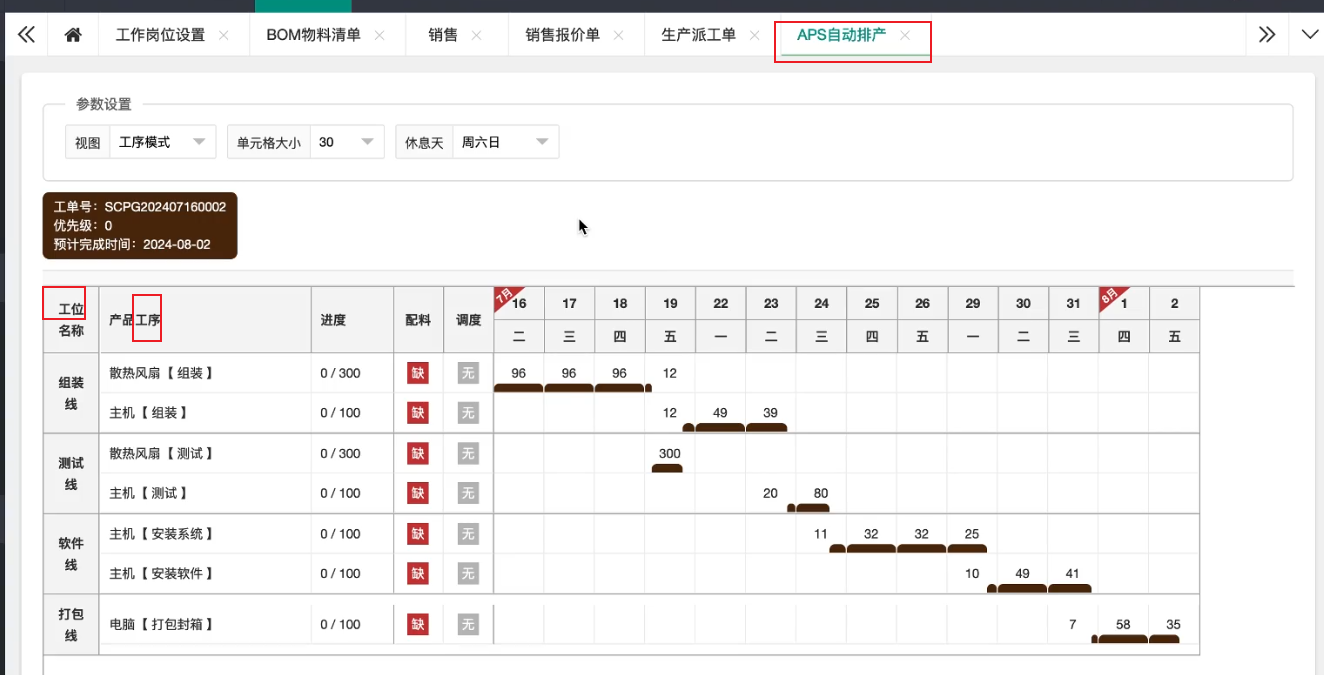 工作岗位设置 BOM物料清单 销售 销售报价单 生产派工单 APS自动排产
参数设置
视图 工序模式 单元格大小 30 休息天 周六日
工单号：SCPG202407160002
优先级：0
预计完成时间：2024-08-02
工位名称 产品工序 进度 配料 调度 7月 16 17 18 19 22 23 24 25 26 29 30 31 8月 1 2
二 三 四 五 一 二 三 四 五 一 二 三 四 五
组装线
散热风扇【 组装 】 0 / 300 缺 无 96 96 96 12
主机【 组装 】 0 / 100 缺 无 12 49 39
测试线
散热风扇【 测试 】 0 / 300 缺 无 300
主机【 测试 】 0 / 100 缺 无 20 80
软件线
主机【 安装系统 】 0 / 100 缺 无 11 32 32 25
主机【 安装软件 】 0 / 100 缺 无 10 49 41
打包线
电脑【 打包封箱 】 0 / 100 缺 无 7 58 35